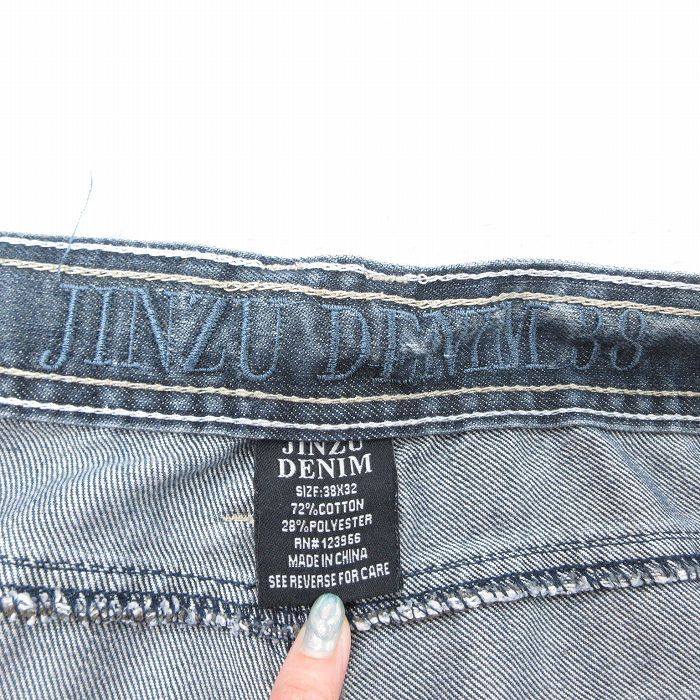 JINZU DENIM 38
JINZU
DENIM
SIZE:38X32
72%COTTON
28%POLYESTER
RN#123966
MADE IN CHINA
SEE REVERSE FOR CARE